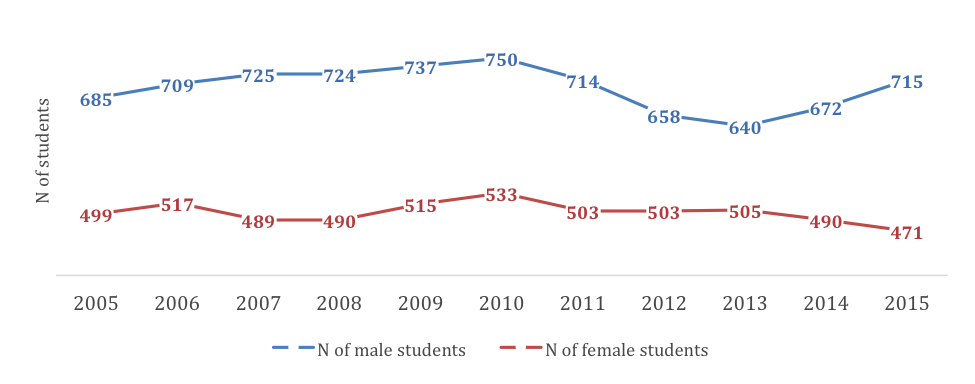 685 709 725 724 737 750 714 658 640 672 715
N of students
499 517 489 490 515 533 503 503 505 490 471
2005 2006 2007 2008 2009 2010 2011 2012 2013 2014 2015
N of male students N of female students